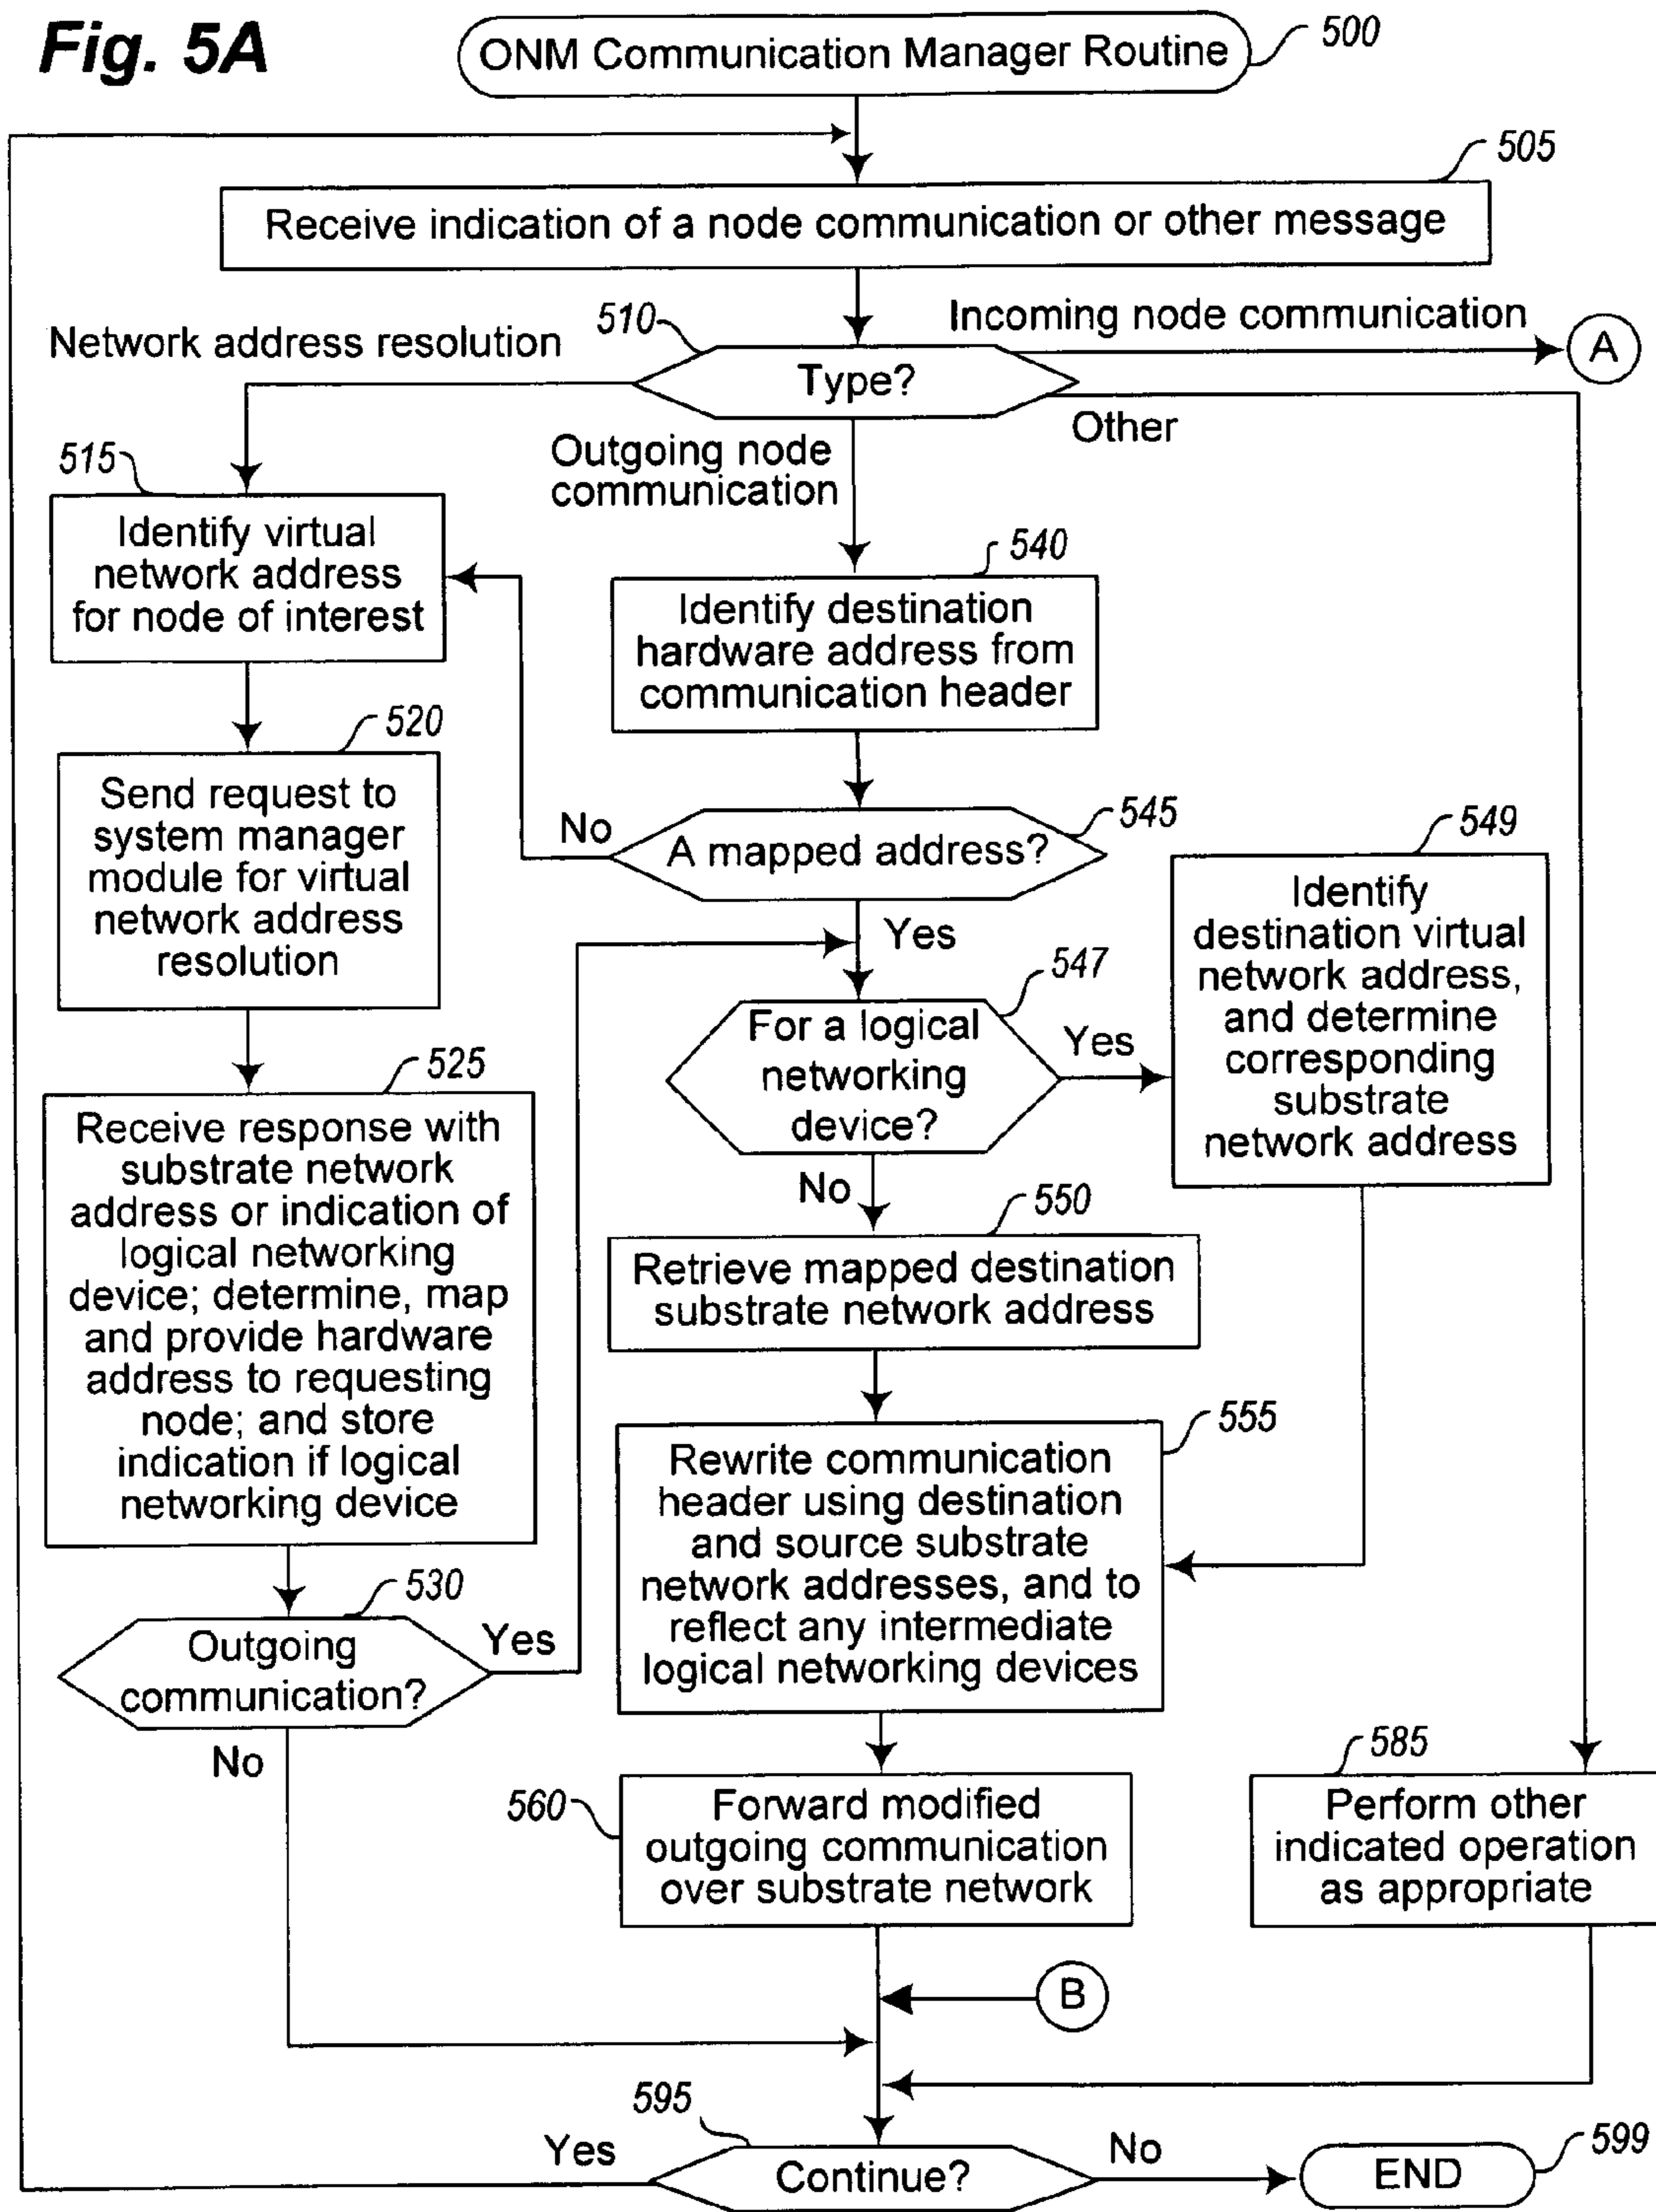 Fig. 5A
ONM Communication Manager Routine
500
505
Receive indication of a node communication or other message
Network address resolution
510
Incoming node communication
A
Type?
Other
Outgoing node
communication
515
Identify virtual
network address
for node of interest
540
Identify destination
hardware address from
communication header
520
Send request to
system manager
module for virtual
network address
resolution
No
A mapped address?
545
Yes
549
Identify
destination virtual
network address,
and determine
corresponding
substrate
network address
547
For a logical
networking
device?
Yes
No
525
Receive response with
substrate network
address or indication of
logical networking
device; determine, map
and provide hardware
address to requesting
node; and store
indication if logical
networking device
550
Retrieve mapped destination
substrate network address
555
Rewrite communication
header using destination
and source substrate
network addresses, and to
reflect any intermediate
logical networking devices
530
Outgoing
communication?
Yes
No
560
Forward modified
outgoing communication
over substrate network
585
Perform other
indicated operation
as appropriate
B
595
Yes
Continue?
No
END
599